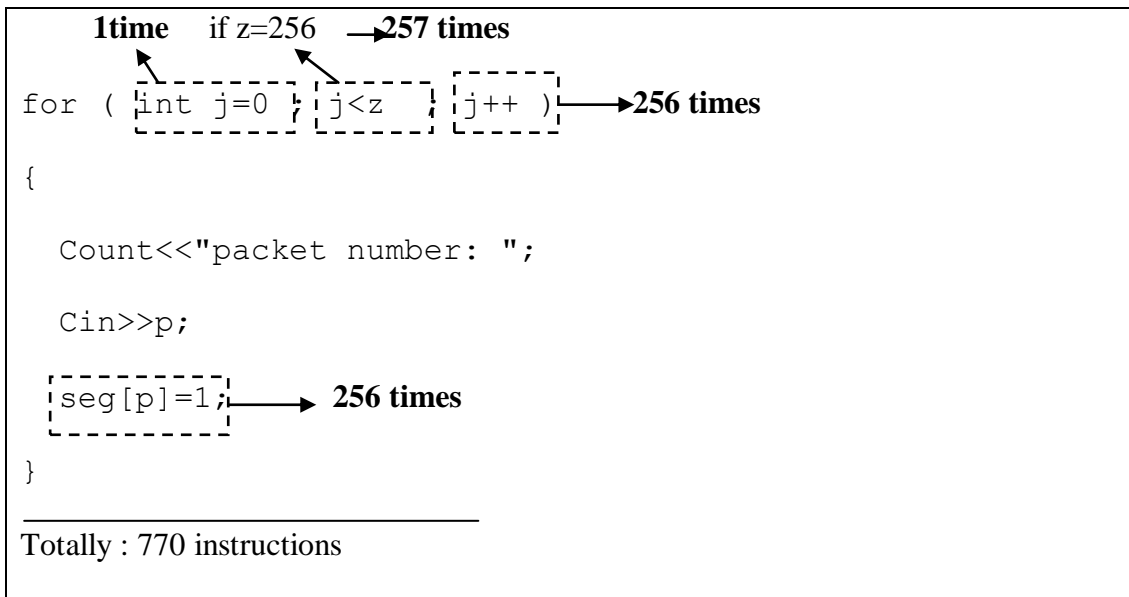 1time if z=256 257 times
for ( int j=0 ; j<z ; j++ ) 256 times
{
Count<<"packet number: ";
Cin>>p;
seg[p]=1; 256 times
}
Totally : 770 instructions